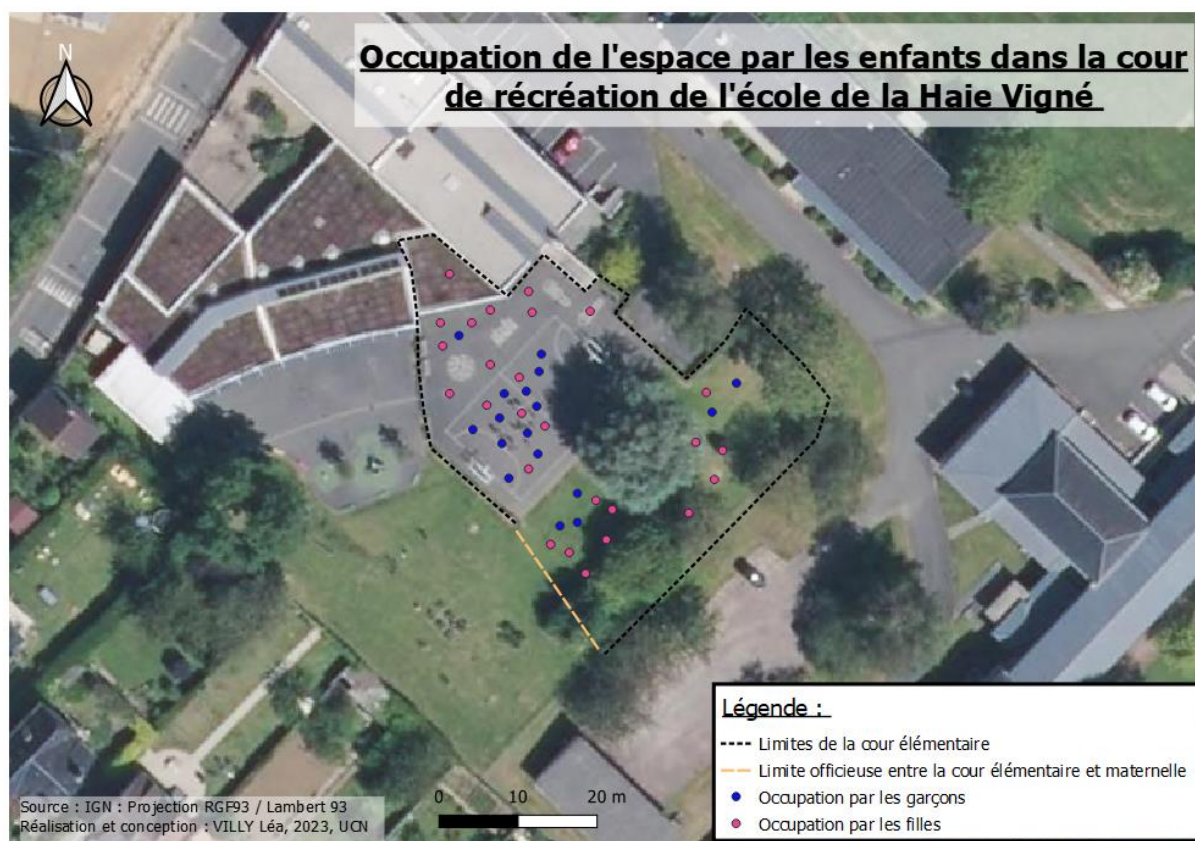 Occupation de l'espace par les enfants dans la cour
de récréation de l'école de la Haie Vigné
N
Légende :
Limites de la cour élémentaire
Limite officieuse entre la cour élémentaire et maternelle
Occupation par les garçons
Occupation par les filles
Source : IGN : Projection RGF93 / Lambert 93
Réalisation et conception : VILLY Léa, 2023, UCN
0 10 20 m